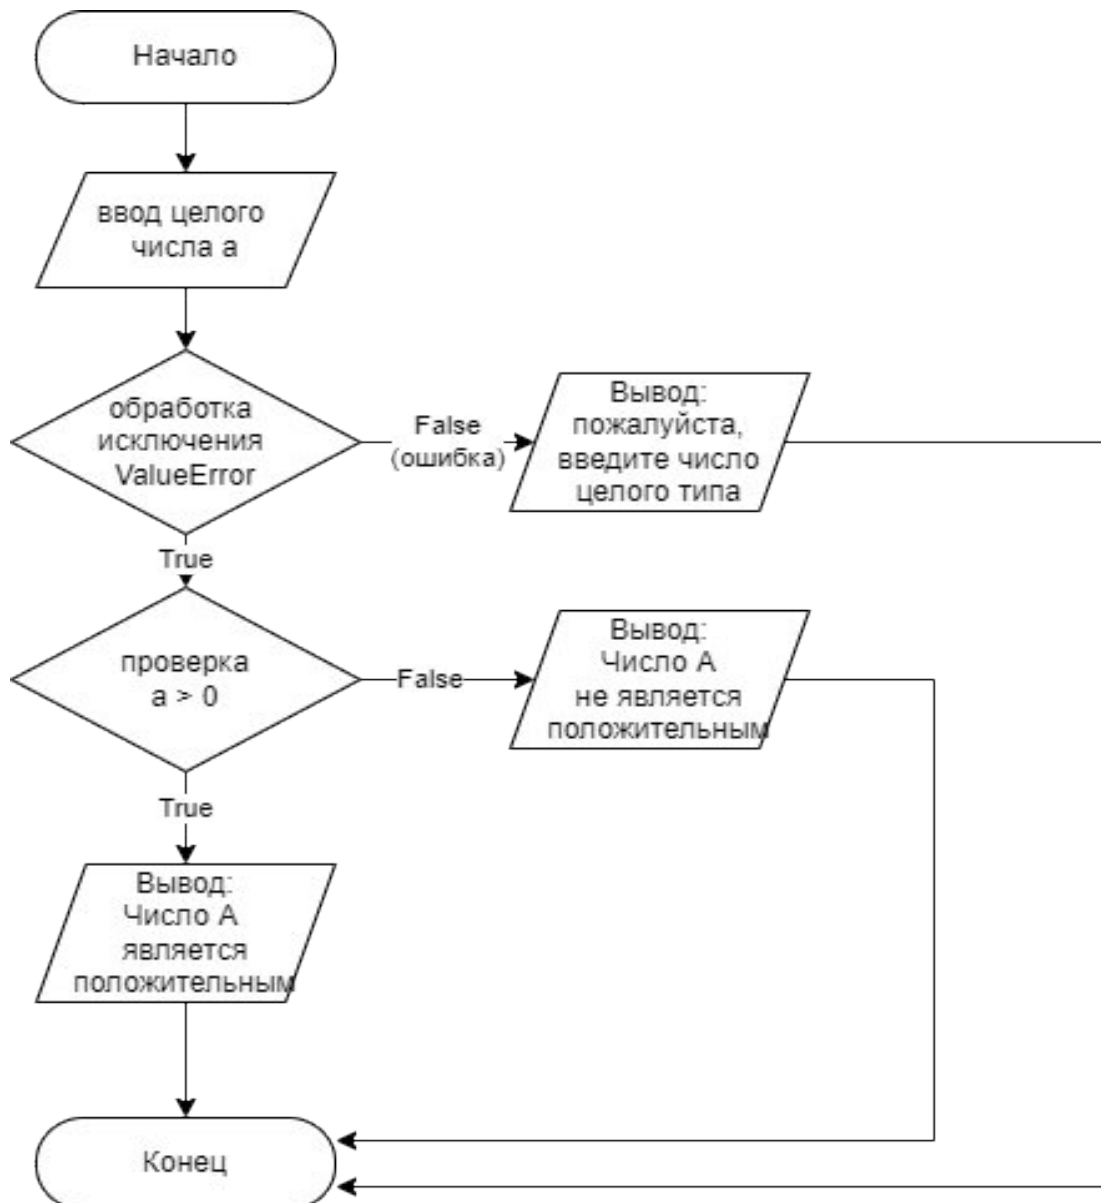 Начало
ввод целого
числа а
обработка
исключения
ValueError
False
(ошибка)
Вывод:
пожалуйста,
введите число
целого типа
True
проверка
а > 0
False
Вывод:
Число А
не является
положительным
True
Вывод:
Число А
является
положительным
Конец